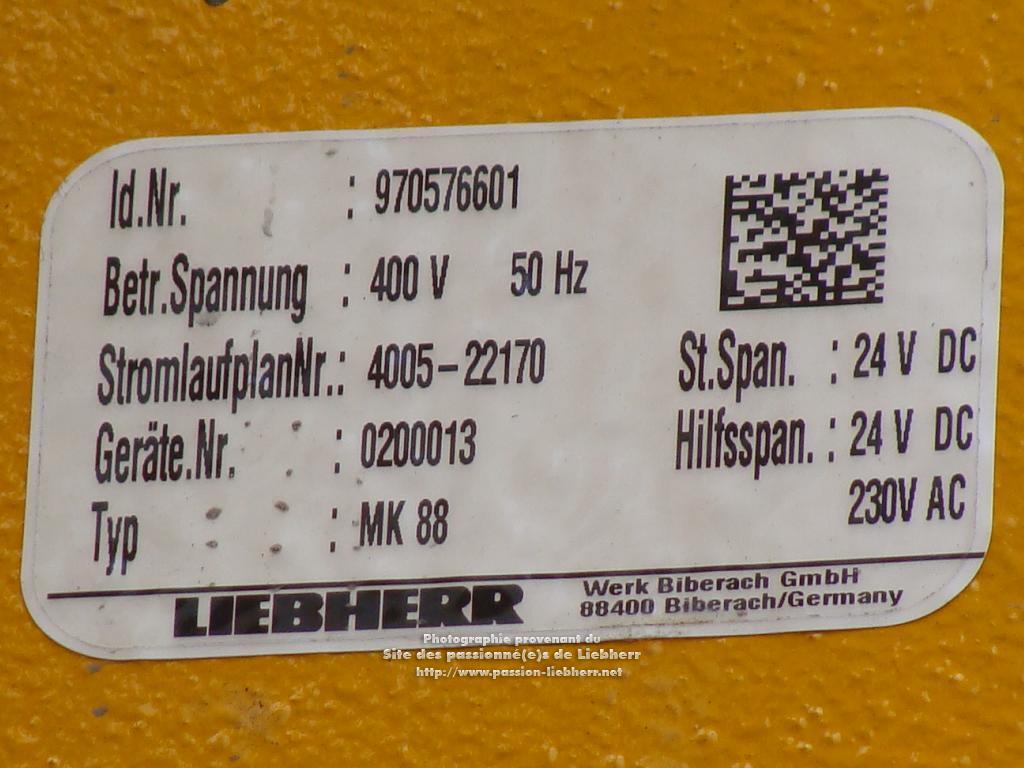 Id.Nr. : 970576601
Betr.Spannung : 400 V 50 Hz
StromlaufplanNr.: 4005-22170 St.Span. : 24 V DC
Geräte.Nr. : 0200013 Hilfsspan. : 24 V DC
230V AC
Typ : MK 88
LIEBHERR Werk Biberach GmbH
88400 Biberach/Germany
Photographie provenant du
Site des passionné(e)s de Liebherr
http://www.passion-liebherr.net